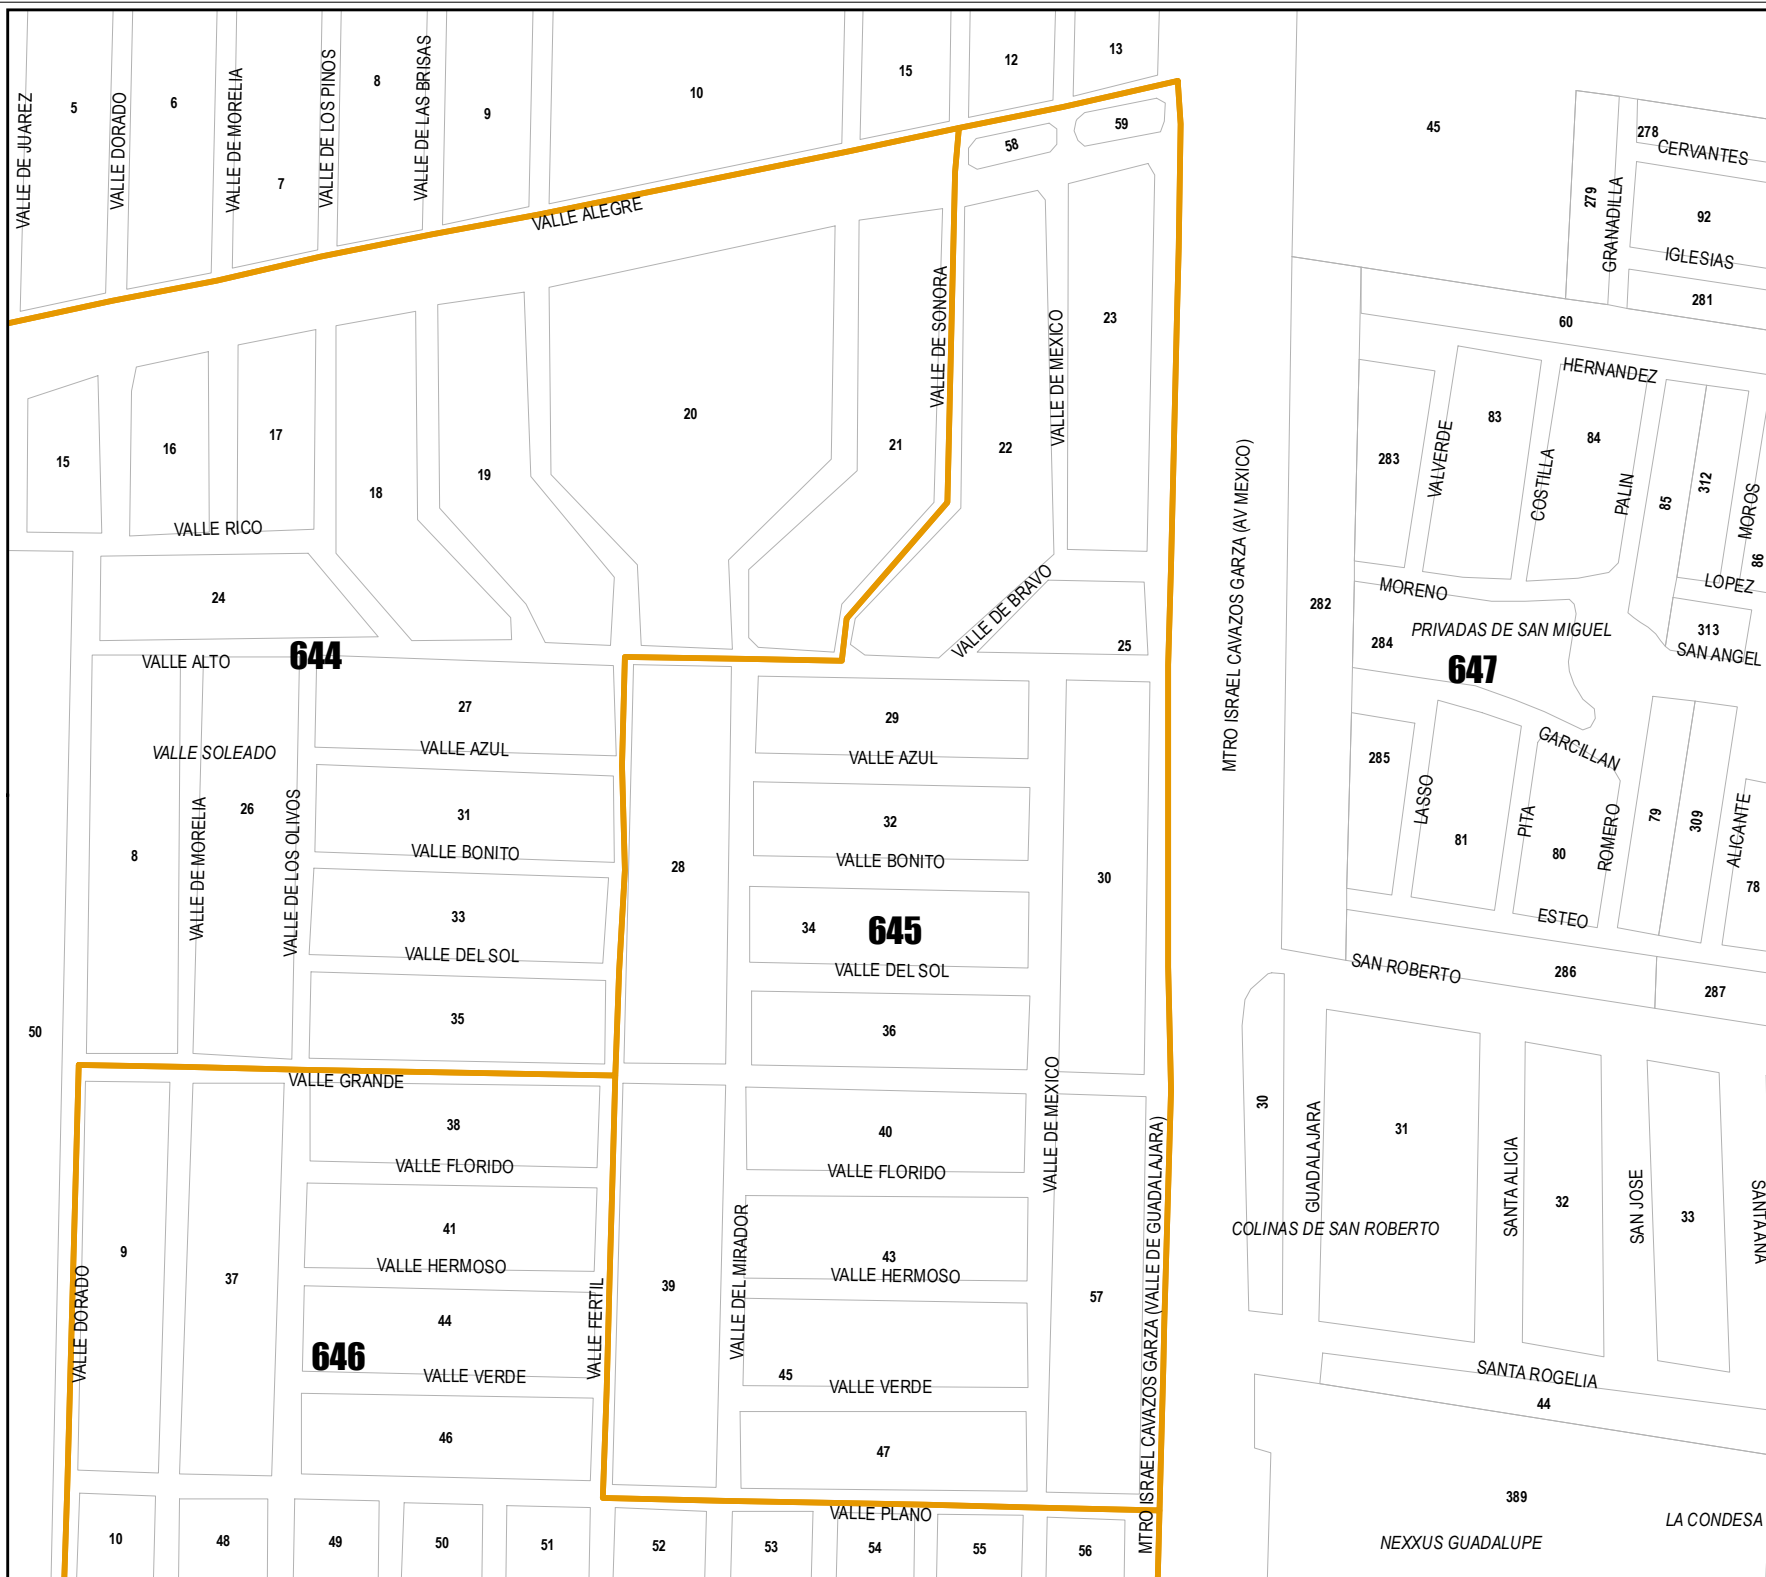 VALLE DE JUAREZ
5
VALLE DORADO
6
VALLE DE MORELIA
7
VALLE DE LOS PINOS
8
VALLE DE LAS BRISAS
9
10
15
12
13
58
59
45
279
GRANADILLA
278
CERVANTES
92
IGLESIAS
281
60
HERNANDEZ
VALLE ALEGRE
15
16
17
18
19
20
21
VALLE DE SONORA
22
VALLE DE MEXICO
23
VALLE RICO
24
VALLE ALTO
644
VALLE DE BRAVO
25
MTRO ISRAEL CAVAZOS GARZA (AV MEXICO)
282
283
VALVERDE
83
COSTILLA
84
PALIN
85
312
MOROS
86
LOPEZ
MORENO
PRIVADAS DE SAN MIGUEL
284
647
313
SAN ANGEL
GARCILLAN
285
LASSO
81
PITA
80
ROMERO
79
309
ALICANTE
78
ESTEO
SAN ROBERTO
286
287
VALLE SOLEADO
8
VALLE DE MORELIA
26
VALLE DE LOS OLIVOS
27
VALLE AZUL
31
VALLE BONITO
33
VALLE DEL SOL
35
50
28
29
VALLE AZUL
32
VALLE BONITO
34
645
VALLE DEL SOL
36
30
VALLE GRANDE
9
VALLE DORADO
37
38
VALLE FLORIDO
41
VALLE HERMOSO
44
646
VALLE VERDE
46
VALLE FERTIL
39
VALLE DEL MIRADOR
40
VALLE FLORIDO
43
VALLE HERMOSO
45
VALLE VERDE
47
VALLE DE MEXICO
57
MTRO ISRAEL CAVAZOS GARZA (VALLE DE GUADALAJARA)
VALLE PLANO
10
48
49
50
51
52
53
54
55
56
30
GUADALAJARA
31
COLINAS DE SAN ROBERTO
SANTA ALICIA
32
SAN JOSE
33
SANTA ANA
SANTA ROGELIA
44
389
NEXXUS GUADALUPE
LA CONDESA